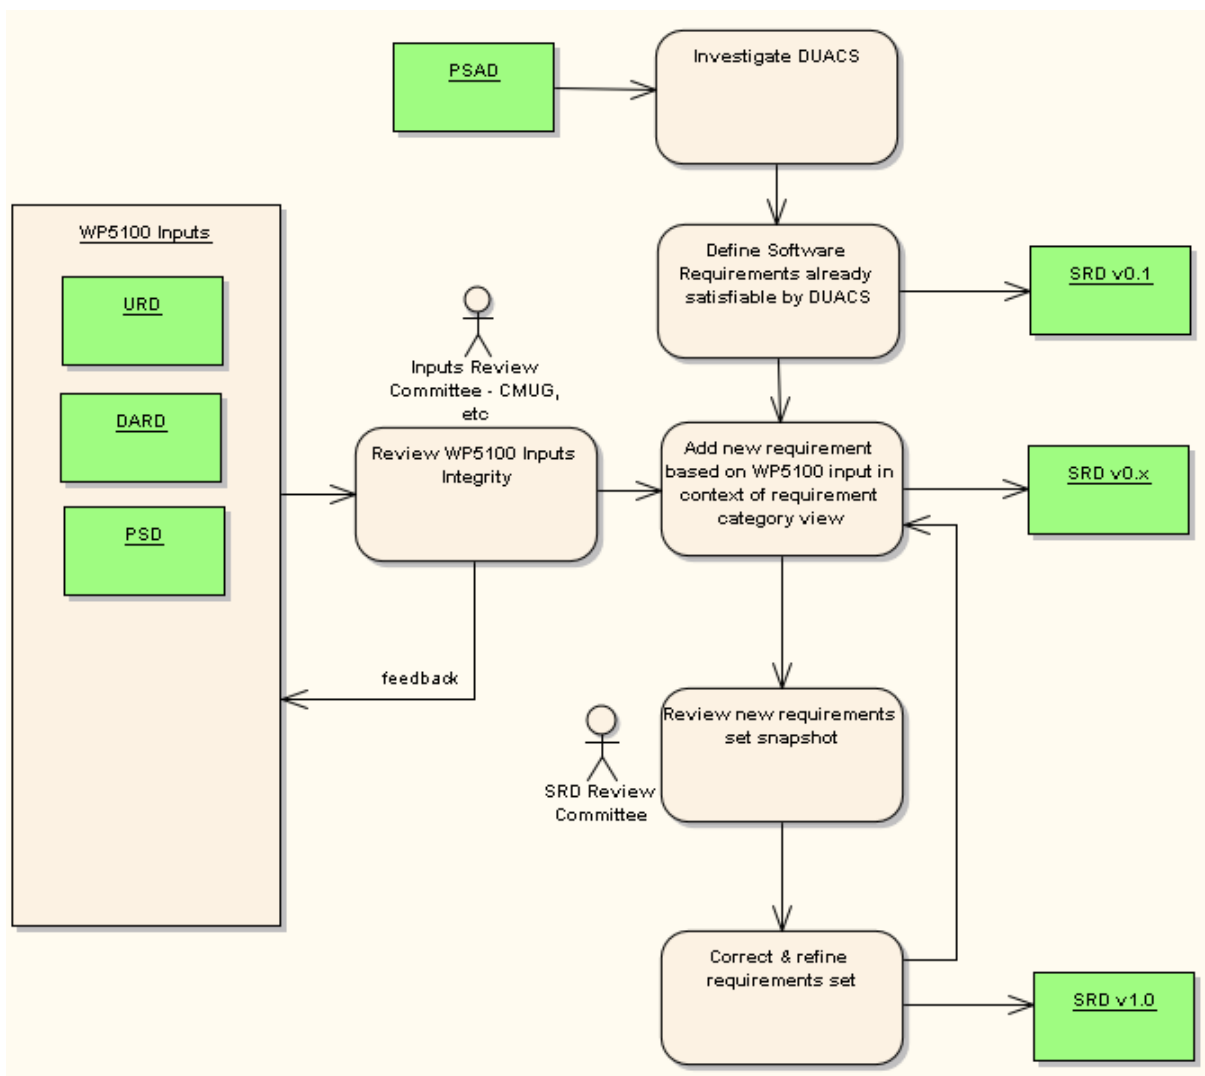 PSAD
Investigate DUACS
WP5100 Inputs
URD
DARD
PSD
Define Software
Requirements already
satisfiable by DUACS
SRD v0.1
Inputs Review
Committee - CMUG,
etc
Review WP5100 Inputs
Integrity
Add new requirement
based on WP5100 input in
context of requirement
category view
SRD v0.x
feedback
Review new requirements
set snapshot
SRD Review
Committee
Correct & refine
requirements set
SRD v1.0